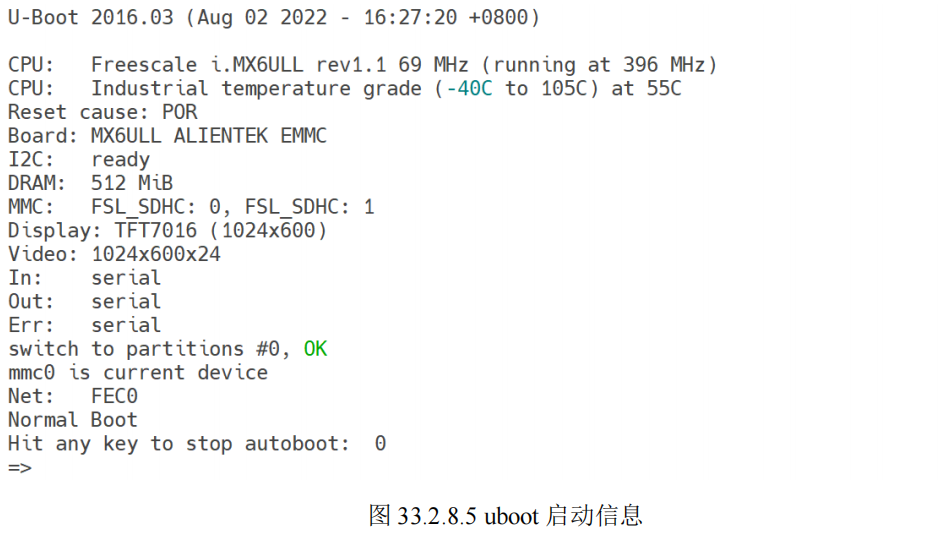 U-Boot 2016.03 (Aug 02 2022 - 16:27:20 +0800)
CPU:   Freescale i.MX6ULL rev1.1 69 MHz (running at 396 MHz)
CPU:   Industrial temperature grade (-40C to 105C) at 55C
Reset cause: POR
Board: MX6ULL ALIENTEK EMMC
I2C:   ready
DRAM:  512 MiB
MMC:   FSL_SDHC: 0, FSL_SDHC: 1
Display: TFT7016 (1024x600)
Video: 1024x600x24
In:    serial
Out:   serial
Err:   serial
switch to partitions #0, OK
mmc0 is current device
Net:   FEC0
Normal Boot
Hit any key to stop autoboot:  0
=>
图 33.2.8.5 uboot 启动信息